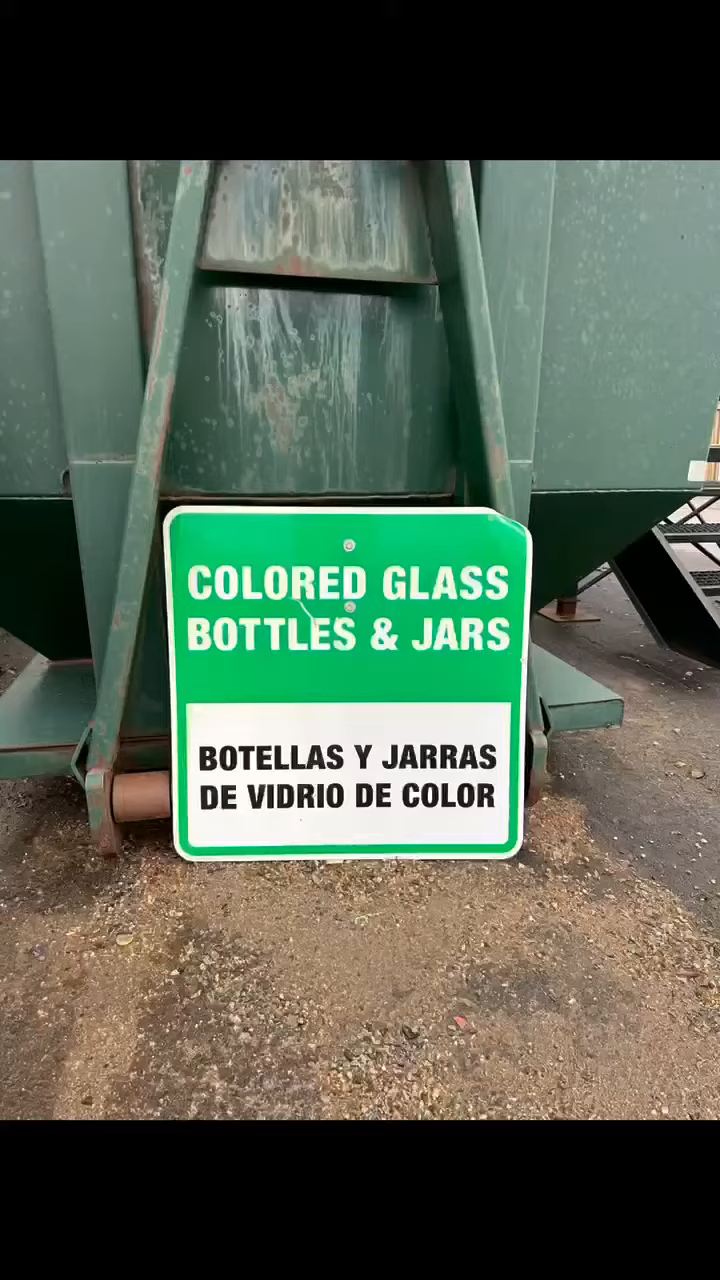 COLORED GLASS
BOTTLES & JARS
BOTELLAS Y JARRAS
DE VIDRIO DE COLOR